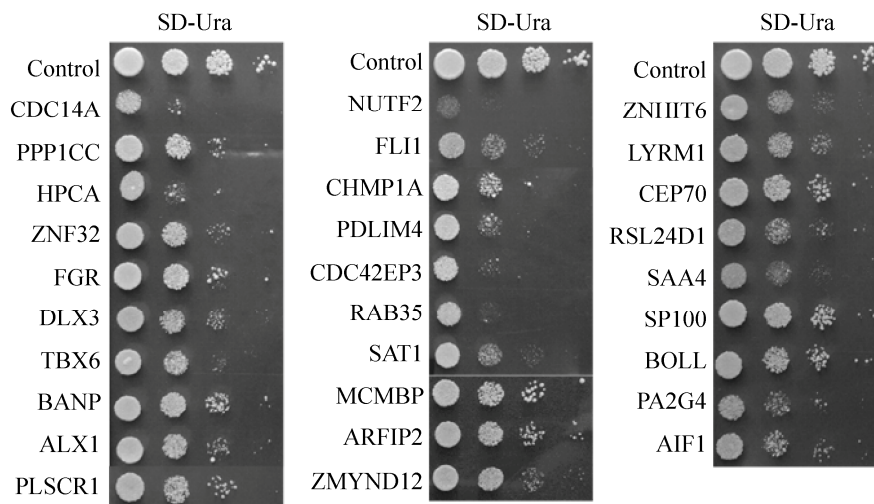 SD-Ura
Control
CDC14A
PPP1CC
HPCA
ZNF32
FGR
DLX3
TBX6
BANP
ALX1
PLSCR1
SD-Ura
Control
NUTF2
FLI1
CHMP1A
PDLIM4
CDC42EP3
RAB35
SAT1
MCMBP
ARFIP2
ZMYND12
SD-Ura
Control
ZNHIT6
LYRM1
CEP70
RSL24D1
SAA4
SP100
BOLL
PA2G4
AIF1